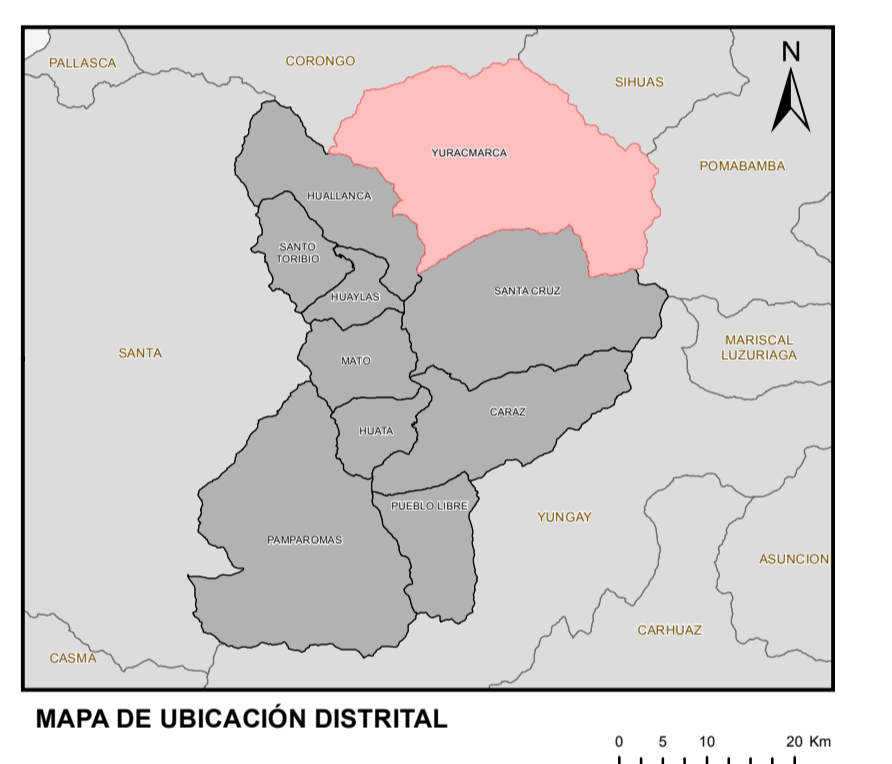 N
PALLASCA
CORONGO
SIHUAS
YURACMARCA
POMABAMBA
HUALLANCA
SANTO
TORIBIO
HUAYLAS
SANTA CRUZ
SANTA
MATO
MARISCAL
LUZURIAGA
CARAZ
HUATA
PUEBLO LIBRE
YUNGAY
PAMPAROMAS
ASUNCION
CARHUAZ
CASMA
MAPA DE UBICACIÓN DISTRITAL
0 5 10 20 Km